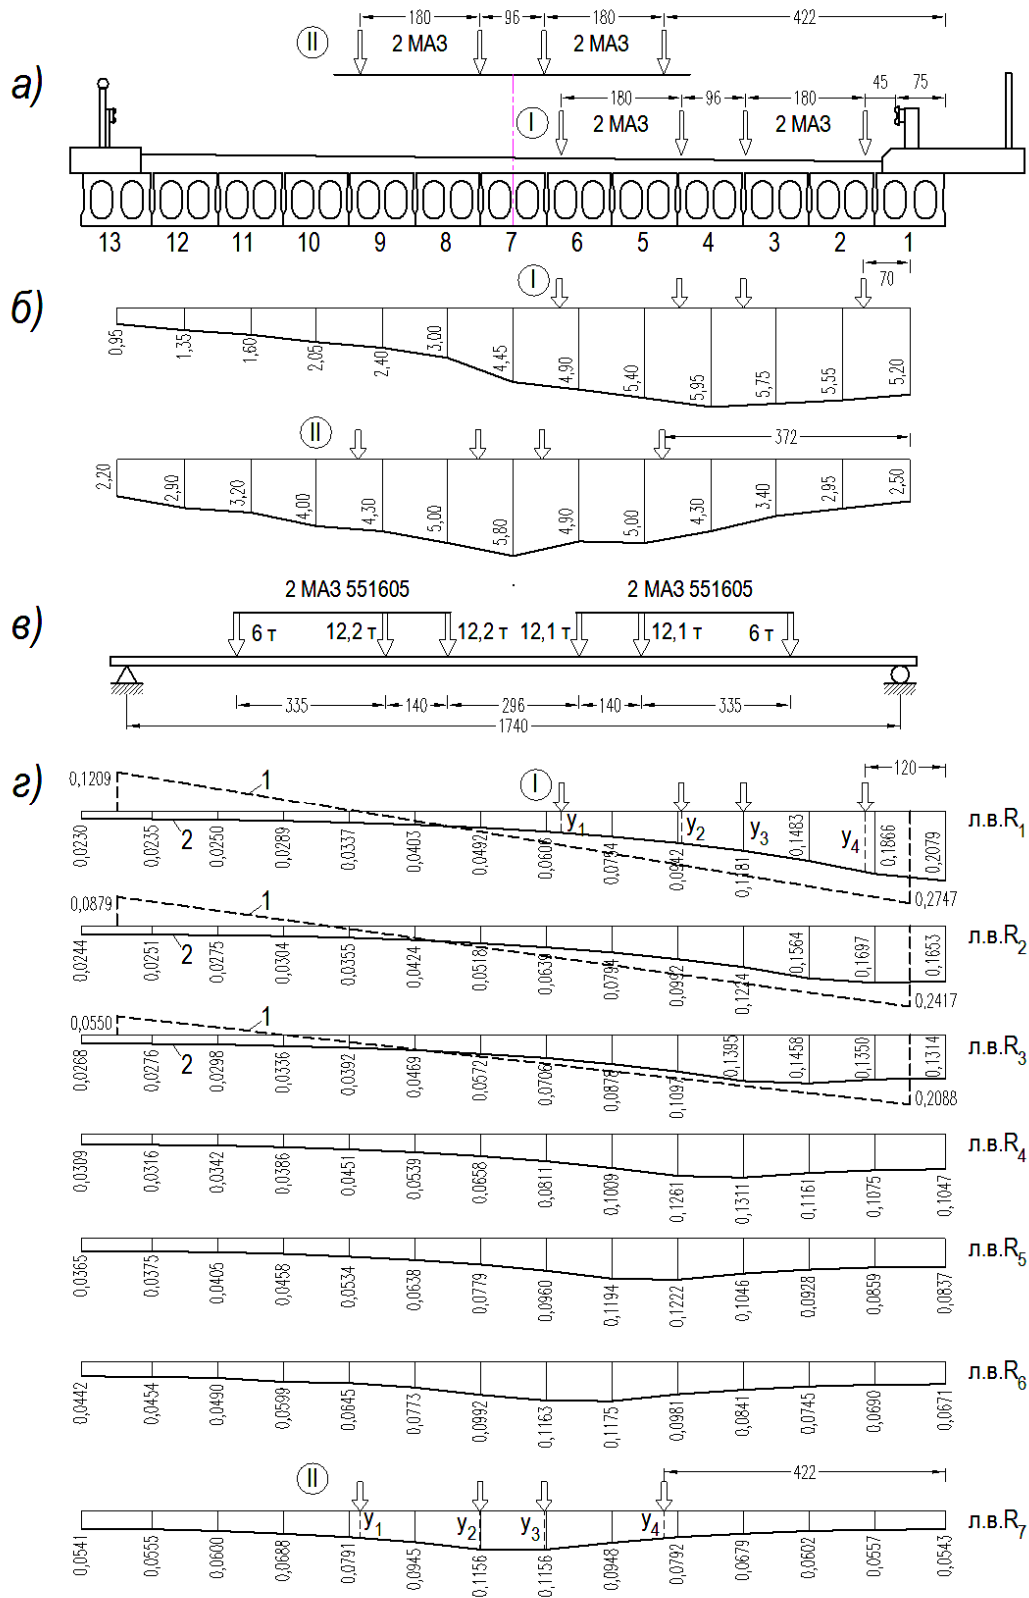 180 96 180 422
II 2 МАЗ 2 МАЗ
а)
45 75
180 96 180
I 2 МАЗ 2 МАЗ
13 12 11 10 9 8 7 6 5 4 3 2 1
70
б)
I
0,95 1,35 1,60 2,05 2,40 3,00 4,45 4,90 5,40 5,95 5,75 5,55 5,20
II 372
2,20 2,90 3,20 4,00 4,30 5,00 5,80 4,90 5,00 4,30 3,40 2,95 2,50
в)
2 МАЗ 551605 2 МАЗ 551605
6 т 12,2 т 12,2 т 12,1 т 12,1 т 6 т
335 140 296 140 335
1740
г)
I 120
0,1209 1 y1 y2 y3 y4 л.в.R1
2
0,0230 0,0235 0,0250 0,0289 0,0337 0,0403 0,0492 0,0606 0,0754 0,0942 0,1181 0,1483 0,1866 0,2079
0,2747
0,0879 1 л.в.R2
2
0,0244 0,0251 0,0275 0,0304 0,0355 0,0424 0,0518 0,0639 0,0794 0,0992 0,1224 0,1564 0,1697 0,1653
0,2417
0,0550 1 л.в.R3
2
0,0268 0,0276 0,0298 0,0336 0,0392 0,0469 0,0572 0,0706 0,0878 0,1097 0,1395 0,1458 0,1350 0,1314
0,2088
л.в.R4
0,0309 0,0316 0,0342 0,0386 0,0451 0,0539 0,0658 0,0811 0,1009 0,1261 0,1311 0,1161 0,1075 0,1047
л.в.R5
0,0365 0,0375 0,0405 0,0458 0,0534 0,0638 0,0779 0,0960 0,1194 0,1222 0,1046 0,0928 0,0859 0,0837
л.в.R6
0,0442 0,0454 0,0490 0,0599 0,0645 0,0773 0,0992 0,1163 0,1175 0,0981 0,0841 0,0745 0,0690 0,0671
II 422
y1 y2 y3 y4 л.в.R7
0,0541 0,0555 0,0600 0,0688 0,0791 0,0945 0,1156 0,1156 0,0948 0,0792 0,0679 0,0602 0,0557 0,0543